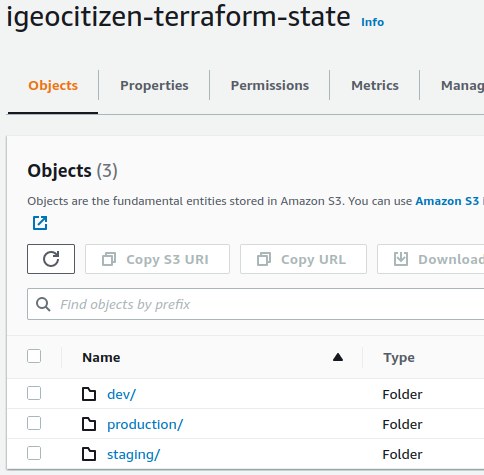 igeocitizen-terraform-state Info
Objects Properties Permissions Metrics Manag
Objects (3)
Objects are the fundamental entities stored in Amazon S3. You can use Amazon S3
Copy S3 URI Copy URL Download
Find objects by prefix
Name Type
dev/ Folder
production/ Folder
staging/ Folder